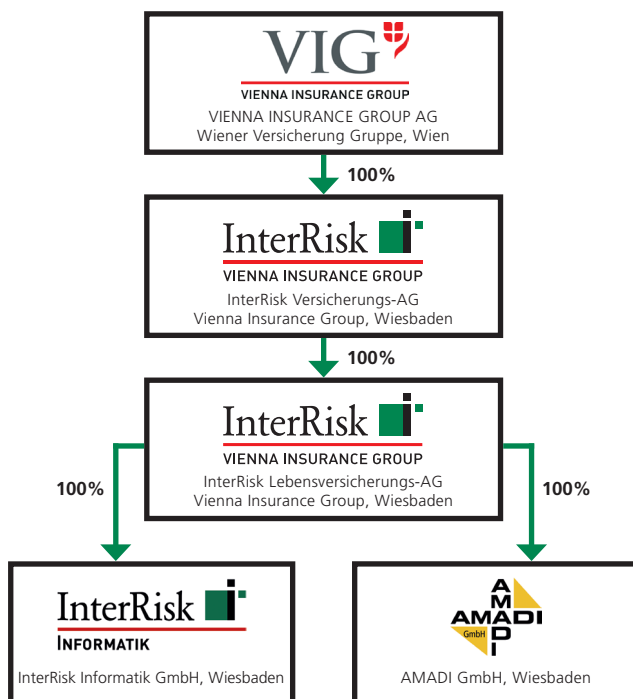 VIG
VIENNA INSURANCE GROUP
VIENNA INSURANCE GROUP AG
Wiener Versicherung Gruppe, Wien
100%
InterRisk
VIENNA INSURANCE GROUP
InterRisk Versicherungs-AG
Vienna Insurance Group, Wiesbaden
100%
InterRisk
VIENNA INSURANCE GROUP
InterRisk Lebensversicherungs-AG
Vienna Insurance Group, Wiesbaden
100%
100%
InterRisk
INFORMATIK
InterRisk Informatik GmbH, Wiesbaden
AMADI
AMADI
GmbH
AMADI GmbH, Wiesbaden